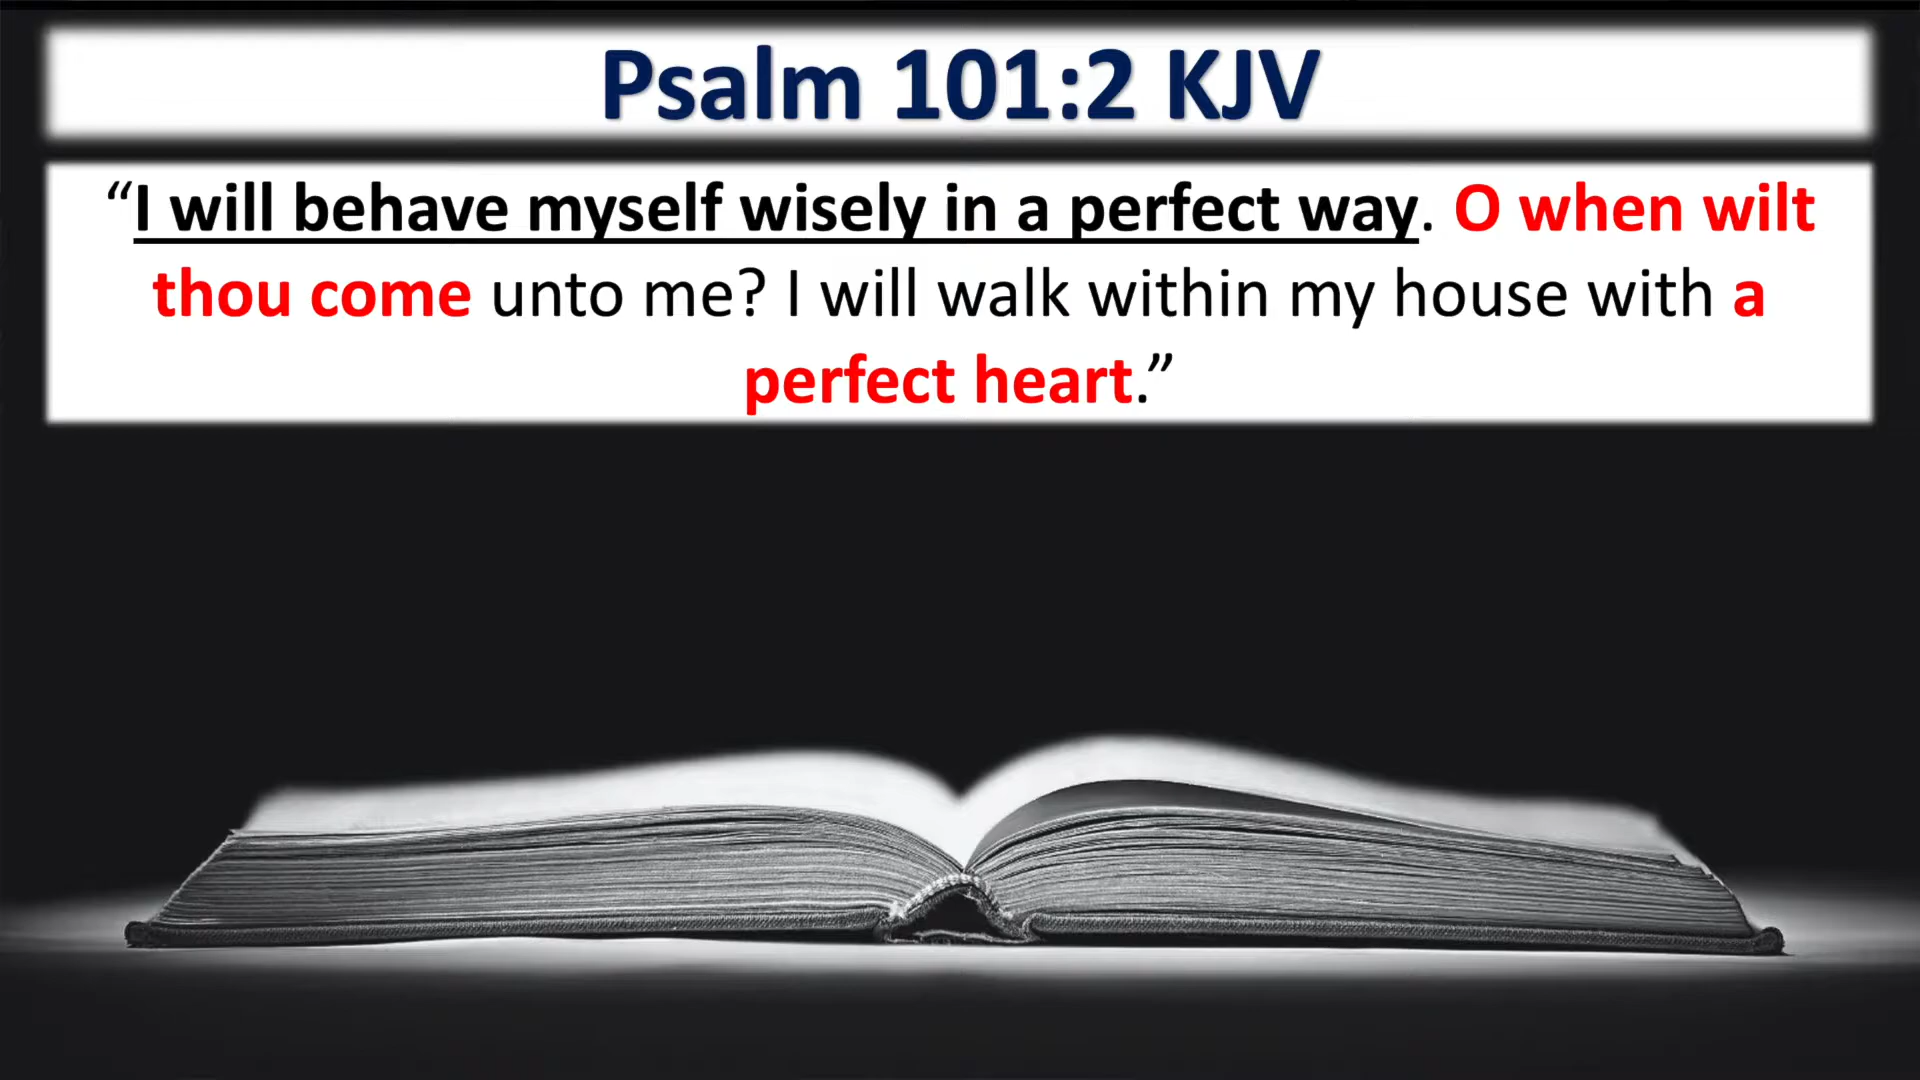 Psalm 101:2 KJV
“I will behave myself wisely in a perfect way. O when wilt
thou come unto me? I will walk within my house with a
perfect heart.”